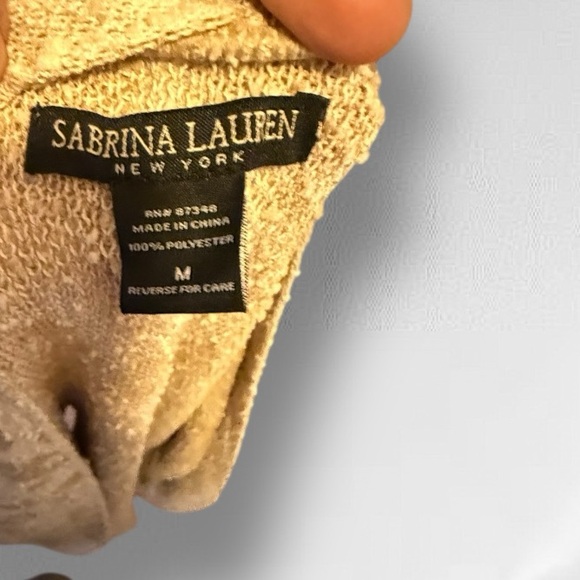 SABRINA LAUREN
NEW YORK
RN# 87348
MADE IN CHINA
100% POLYESTER
M
REVERSE FOR CARE